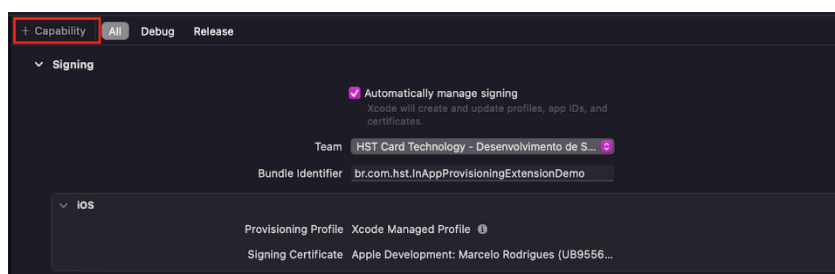 + Capability All Debug Release
Signing
Automatically manage signing
Xcode will create and update profiles, app IDs, and
certificates.
Team HST Card Technology - Desenvolvimento de S...
Bundle Identifier br.com.hst.InAppProvisioningExtensionDemo
iOS
Provisioning Profile Xcode Managed Profile
Signing Certificate Apple Development: Marcelo Rodrigues (UB9556...